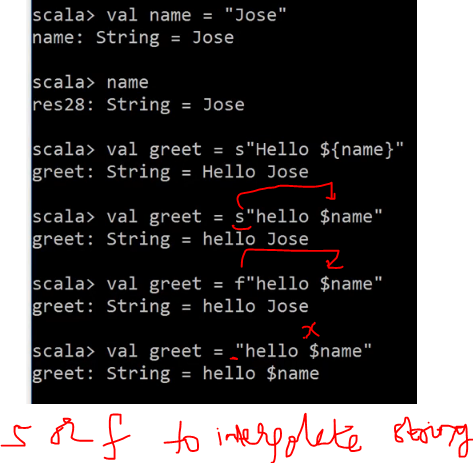 scala> val name = "Jose"
name: String = Jose
scala> name
res28: String = Jose
scala> val greet = s"Hello ${name}"
greet: String = Hello Jose
scala> val greet = s"hello $name"
greet: String = hello Jose
scala> val greet = f"hello $name"
greet: String = hello Jose
x
scala> val greet = "hello $name"
greet: String = hello $name
s or f to interpolate string